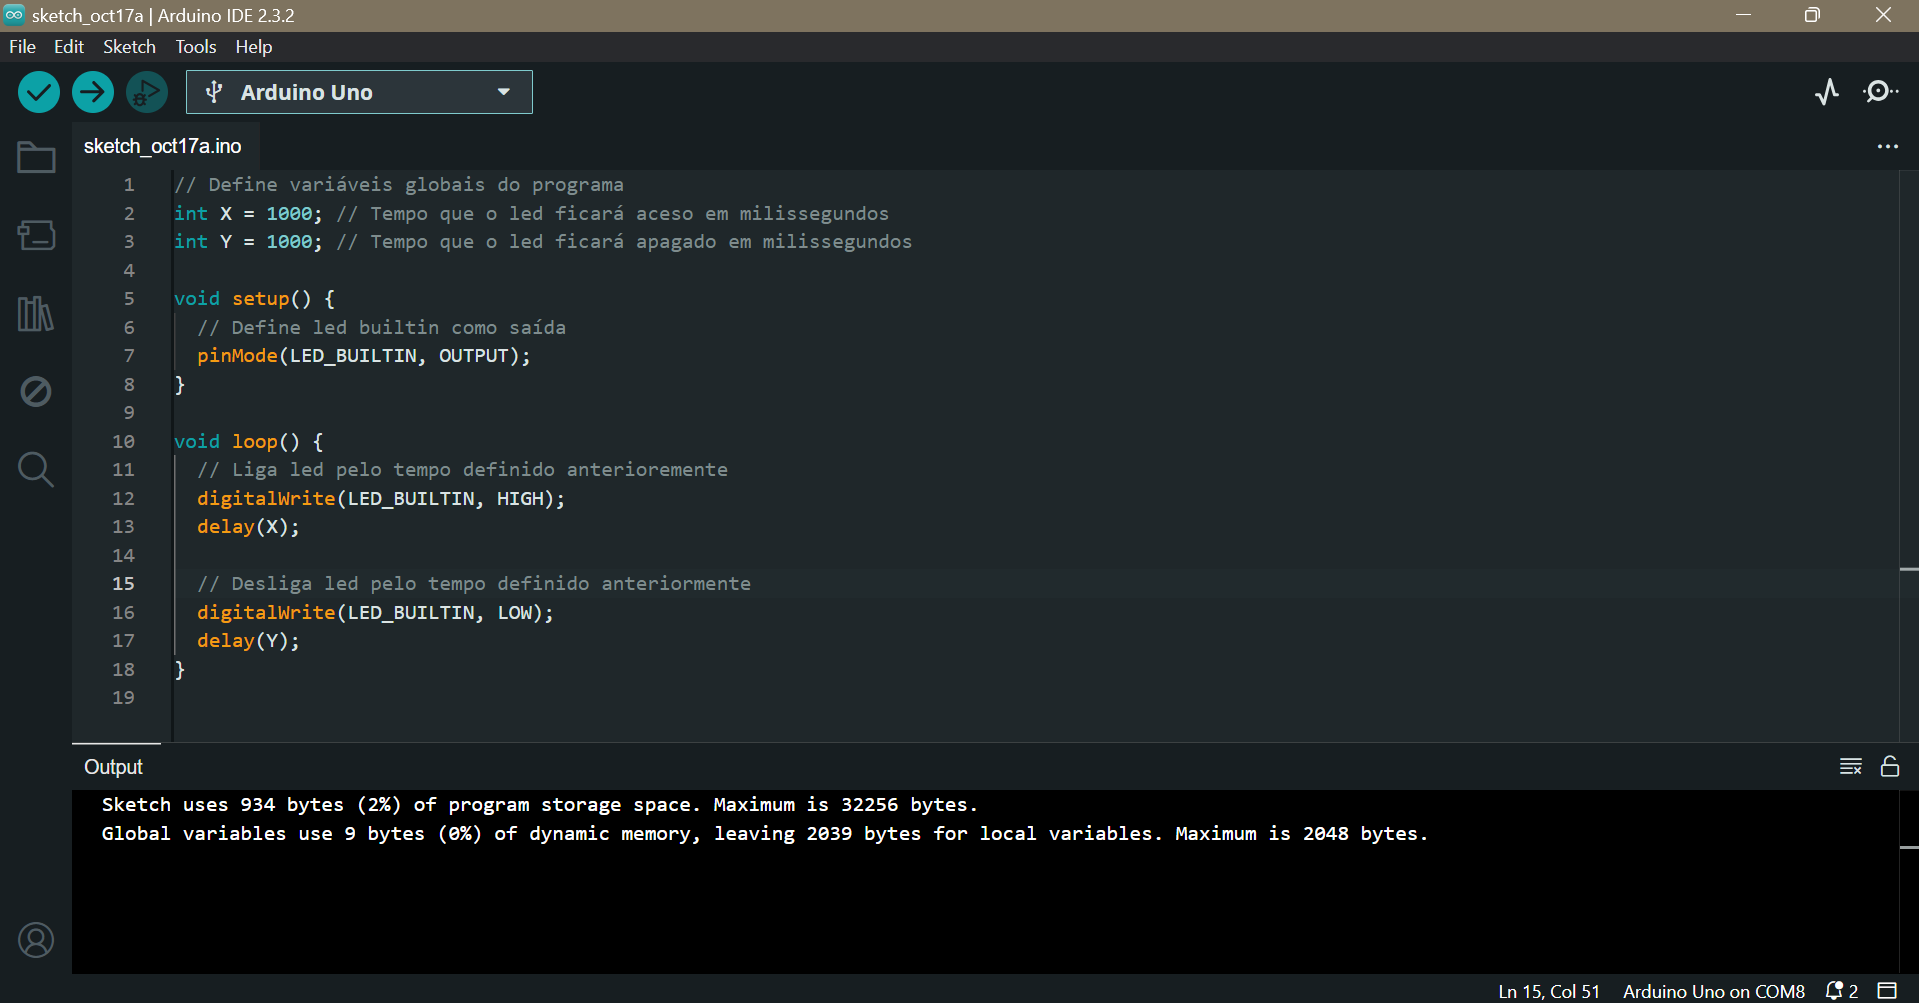 sketch_oct17a | Arduino IDE 2.3.2
File Edit Sketch Tools Help
Arduino Uno
sketch_oct17a.ino
1 // Define variáveis globais do programa
2 int X = 1000; // Tempo que o led ficará aceso em milissegundos
3 int Y = 1000; // Tempo que o led ficará apagado em milissegundos
4
5 void setup() {
6 // Define led builtin como saída
7 pinMode(LED_BUILTIN, OUTPUT);
8 }
9
10 void loop() {
11 // Liga led pelo tempo definido anterioremente
12 digitalWrite(LED_BUILTIN, HIGH);
13 delay(X);
14
15 // Desliga led pelo tempo definido anteriormente
16 digitalWrite(LED_BUILTIN, LOW);
17 delay(Y);
18 }
19
Output
Sketch uses 934 bytes (2%) of program storage space. Maximum is 32256 bytes.
Global variables use 9 bytes (0%) of dynamic memory, leaving 2039 bytes for local variables. Maximum is 2048 bytes.
Ln 15, Col 51 Arduino Uno on COM8 2